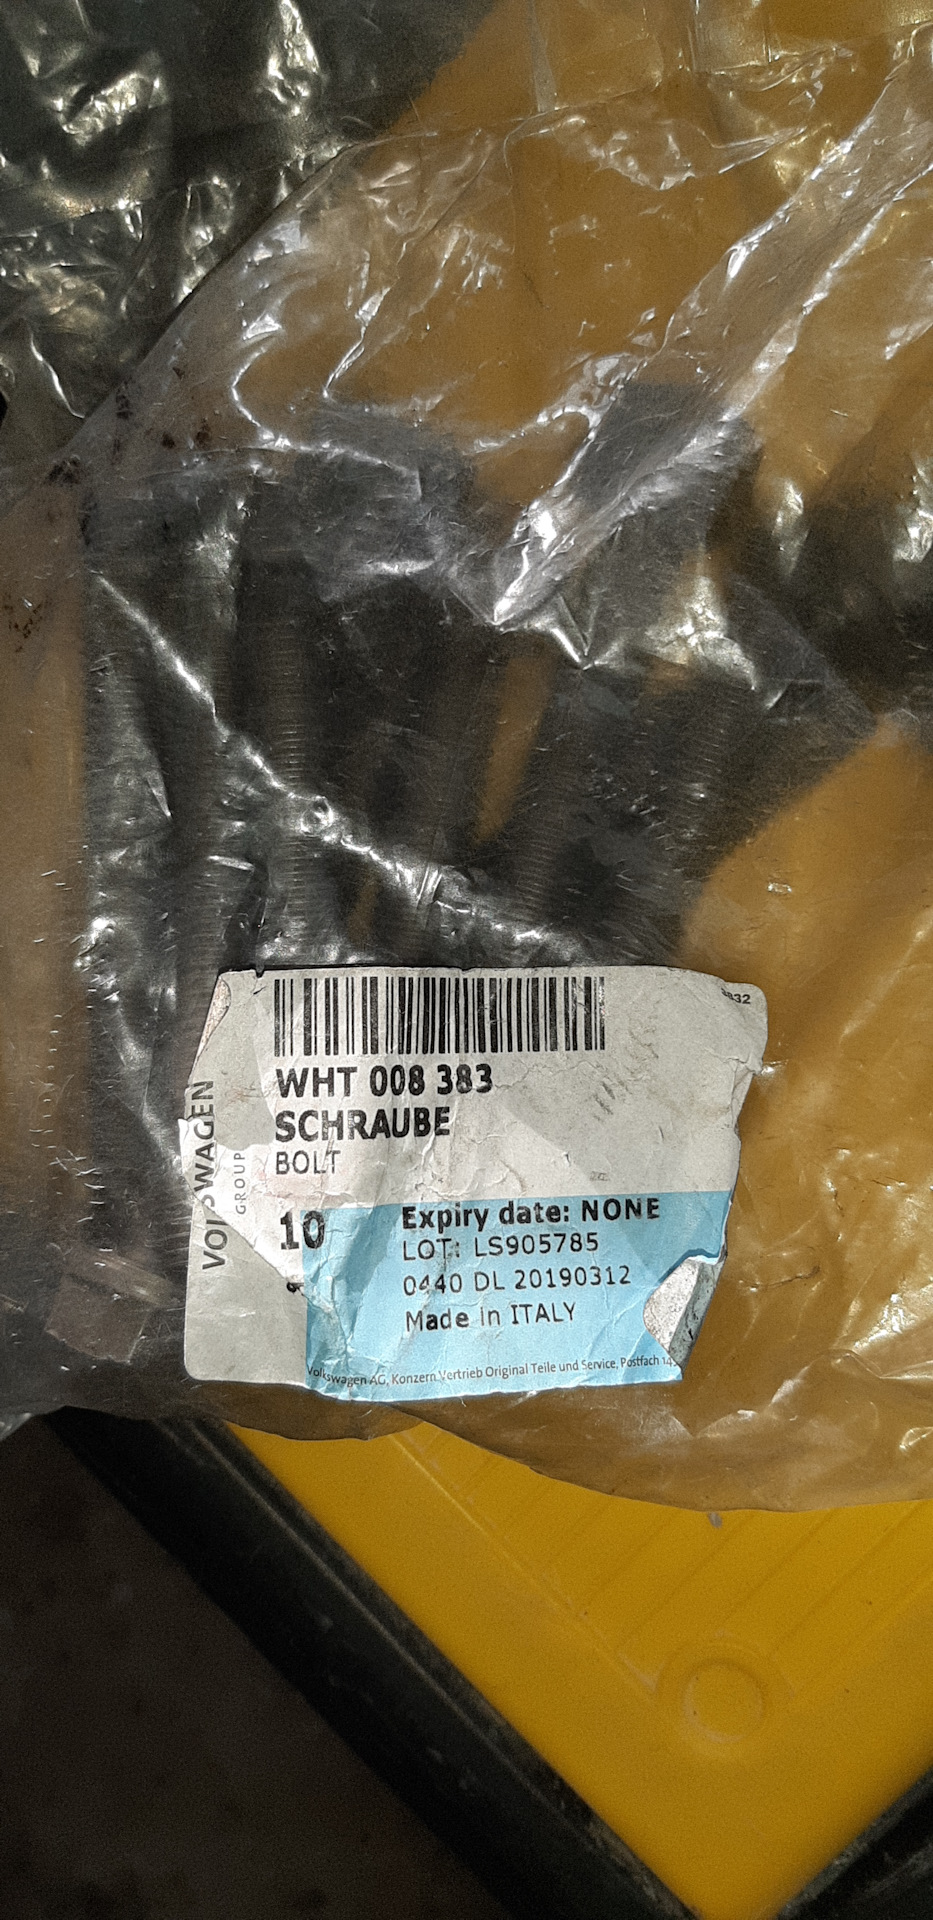 WHT 008 383
SCHRAUBE
BOLT
VOLKSWAGEN
GROUP
10
Expiry date: NONE
LOT: LS905785
0440 DL 20190312
Made in ITALY
Volkswagen AG, Konzern Vertrieb Original Teile und Service, Postfach